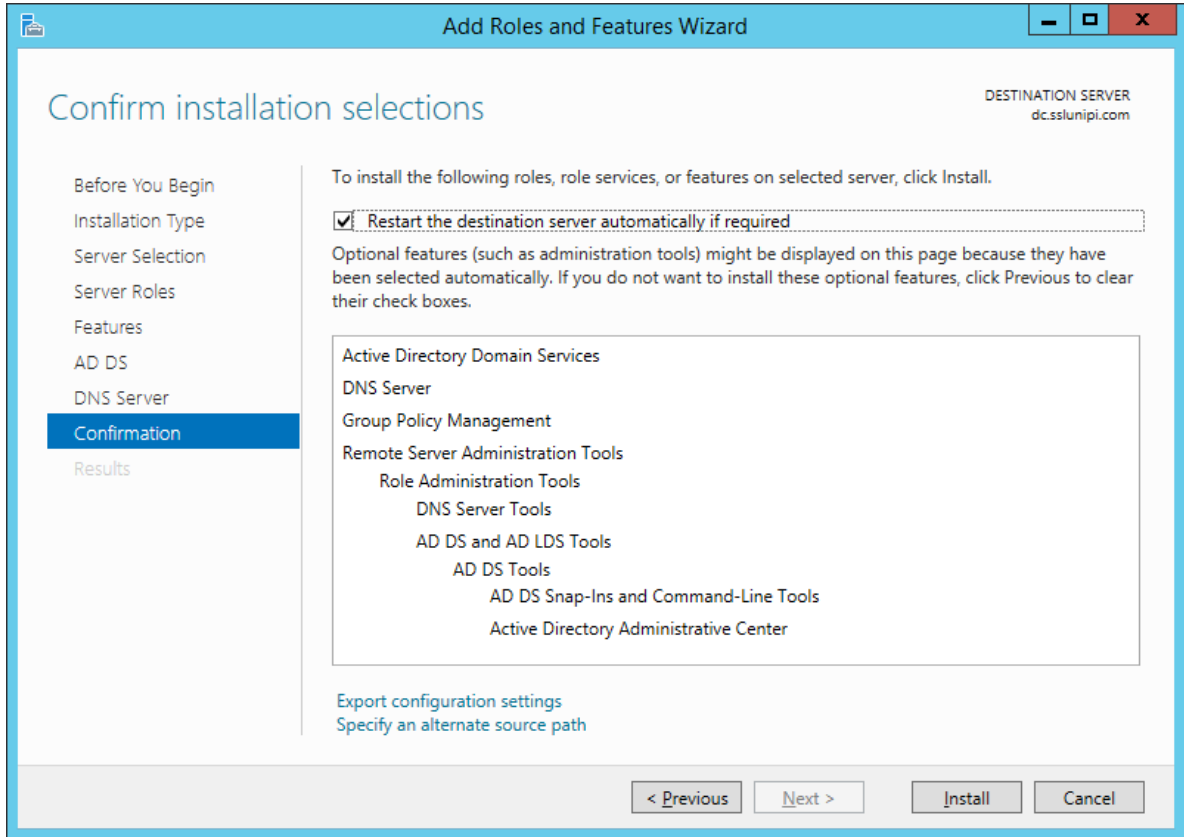 Add Roles and Features Wizard
Confirm installation selections
DESTINATION SERVER
dc.sslunipi.com
Before You Begin
Installation Type
Server Selection
Server Roles
Features
AD DS
DNS Server
Confirmation
Results
To install the following roles, role services, or features on selected server, click Install.
Restart the destination server automatically if required
Optional features (such as administration tools) might be displayed on this page because they have
been selected automatically. If you do not want to install these optional features, click Previous to clear
their check boxes.
Active Directory Domain Services
DNS Server
Group Policy Management
Remote Server Administration Tools
Role Administration Tools
DNS Server Tools
AD DS and AD LDS Tools
AD DS Tools
AD DS Snap-Ins and Command-Line Tools
Active Directory Administrative Center
Export configuration settings
Specify an alternate source path
< Previous
Next >
Install
Cancel